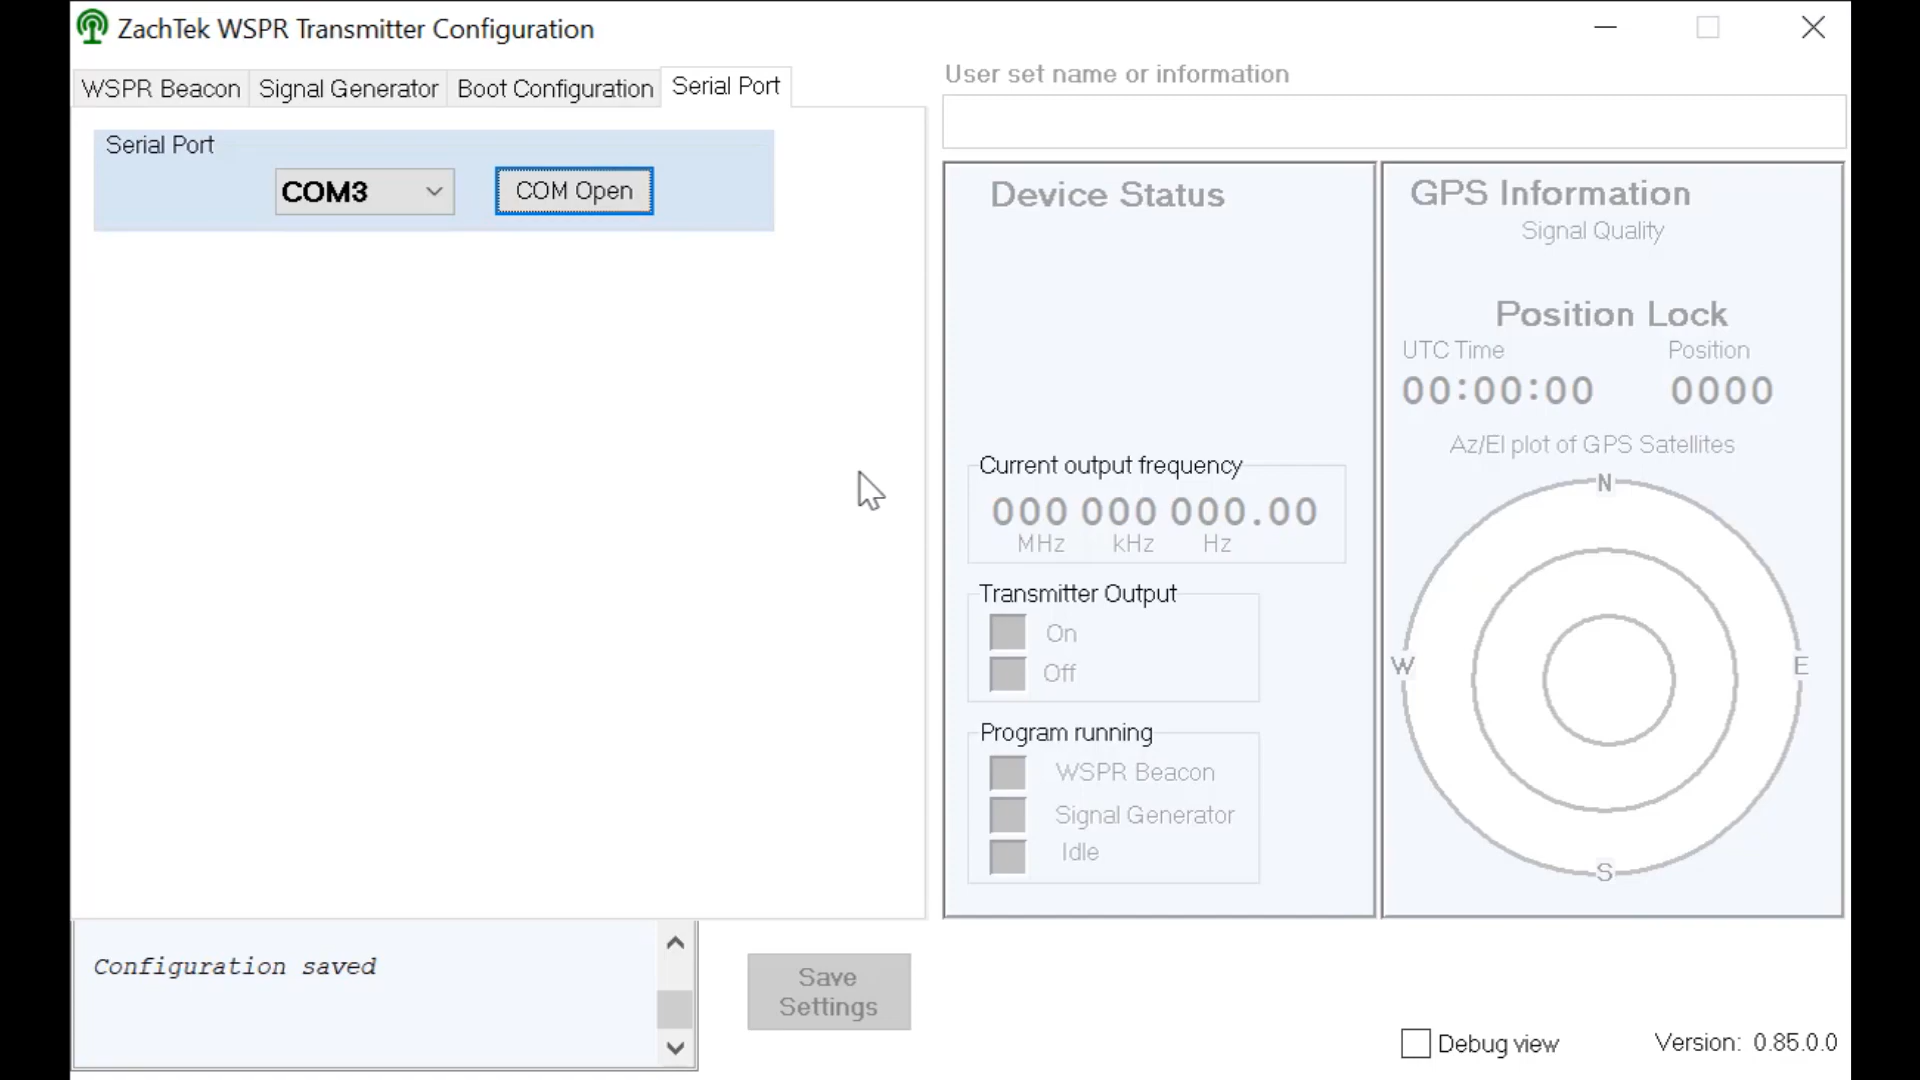 ZachTek WSPR Transmitter Configuration
WSPR Beacon
Signal Generator
Boot Configuration
Serial Port
Serial Port
COM3
COM Open
User set name or information
Device Status
Current output frequency
000 000 000.00
MHz kHz Hz
Transmitter Output
On
Off
Program running
WSPR Beacon
Signal Generator
Idle
GPS Information
Signal Quality
Position Lock
UTC Time Position
00:00:00 0000
Az/El plot of GPS Satellites
N
W E
S
Configuration saved
Save
Settings
Debug view
Version: 0.85.0.0